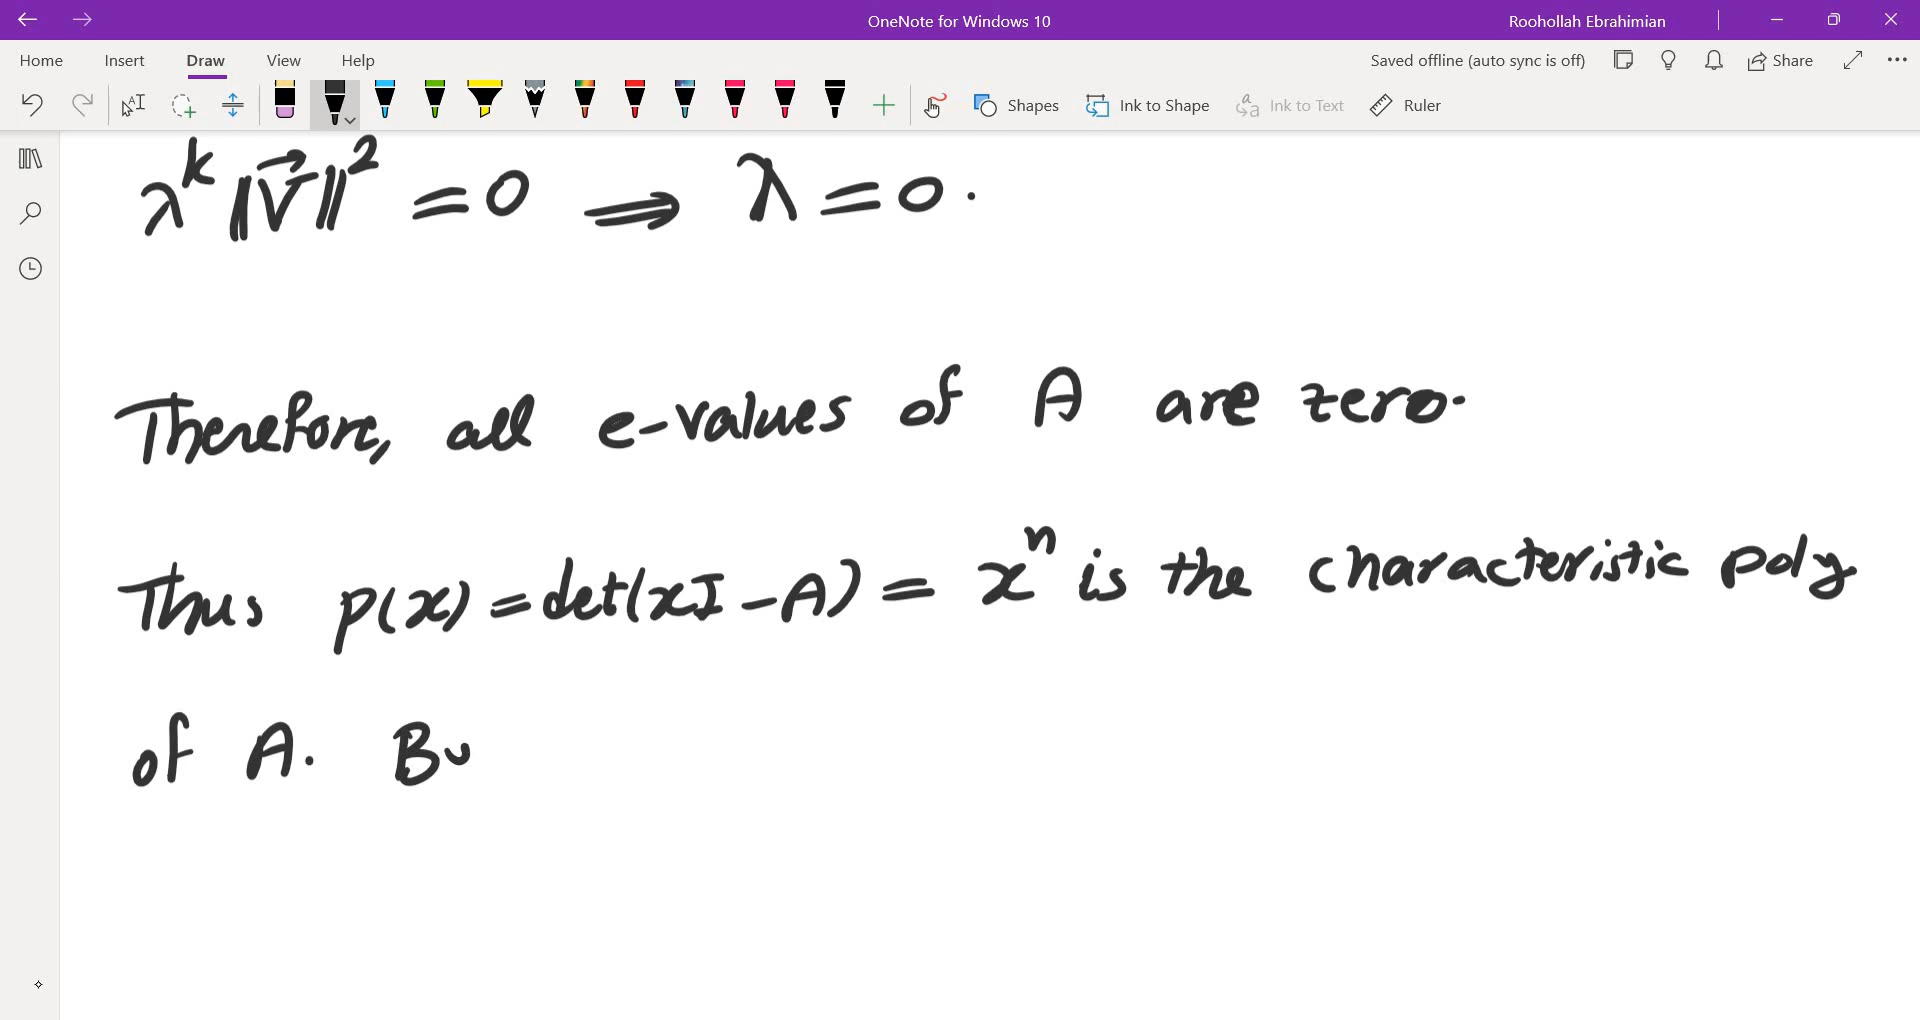 OneNote for Windows 10
Roohollah Ebrahimian
Home Insert Draw View Help
Saved offline (auto sync is off) Share
Shapes Ink to Shape Ink to Text Ruler
λ^k ‖v⃗‖^2 = 0 ⟹ λ = 0.
Therefore, all e-values of A are zero.
Thus p(x) = det(xI - A) = x^n is the characteristic poly
of A. Bu